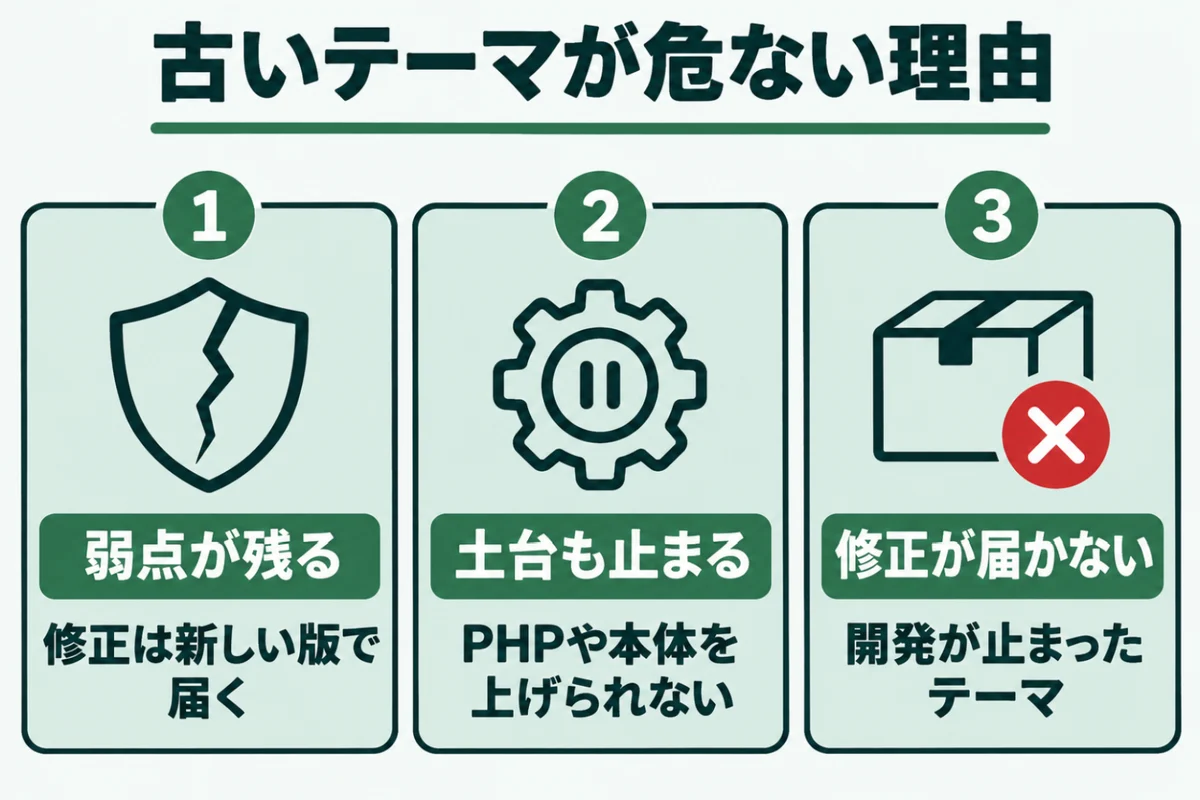 古いテーマが危ない理由
1
弱点が残る
修正は新しい版で
届く
2
土台も止まる
PHPや本体を
上げられない
3
修正が届かない
開発が止まった
テーマ